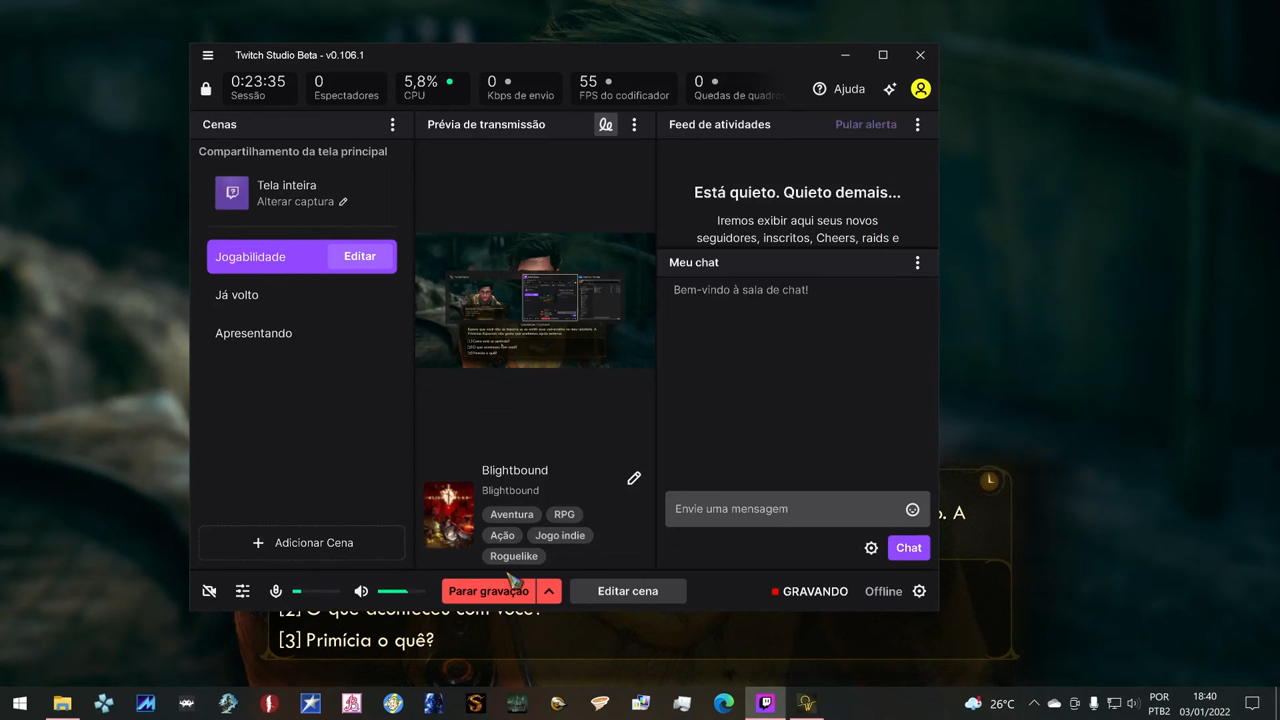 Twitch Studio Beta - v0.106.1
0:23:35
Sessão
0
Espectadores
5,8%
CPU
0
Kbps de envio
55
FPS do codificador
0
Quedas de quadro
Ajuda
Cenas
Prévia de transmissão
Feed de atividades
Pular alerta
Compartilhamento da tela principal
Tela inteira
Alterar captura
Jogabilidade
Editar
Já volto
Apresentando
Adicionar Cena
[1]
[2]
[3] Primícia o quê?
Blightbound
Blightbound
Aventura
RPG
Ação
Jogo indie
Roguelike
Está quieto. Quieto demais...
Iremos exibir aqui seus novos
seguidores, inscritos, Cheers, raids e
Meu chat
Bem-vindo à sala de chat!
Envie uma mensagem
Chat
Parar gravação
Editar cena
GRAVANDO
Offline
o. A
[2] O que aconteceu com você?
[3] Primícia o quê?
26°C
POR
PTB2
18:40
03/01/2022